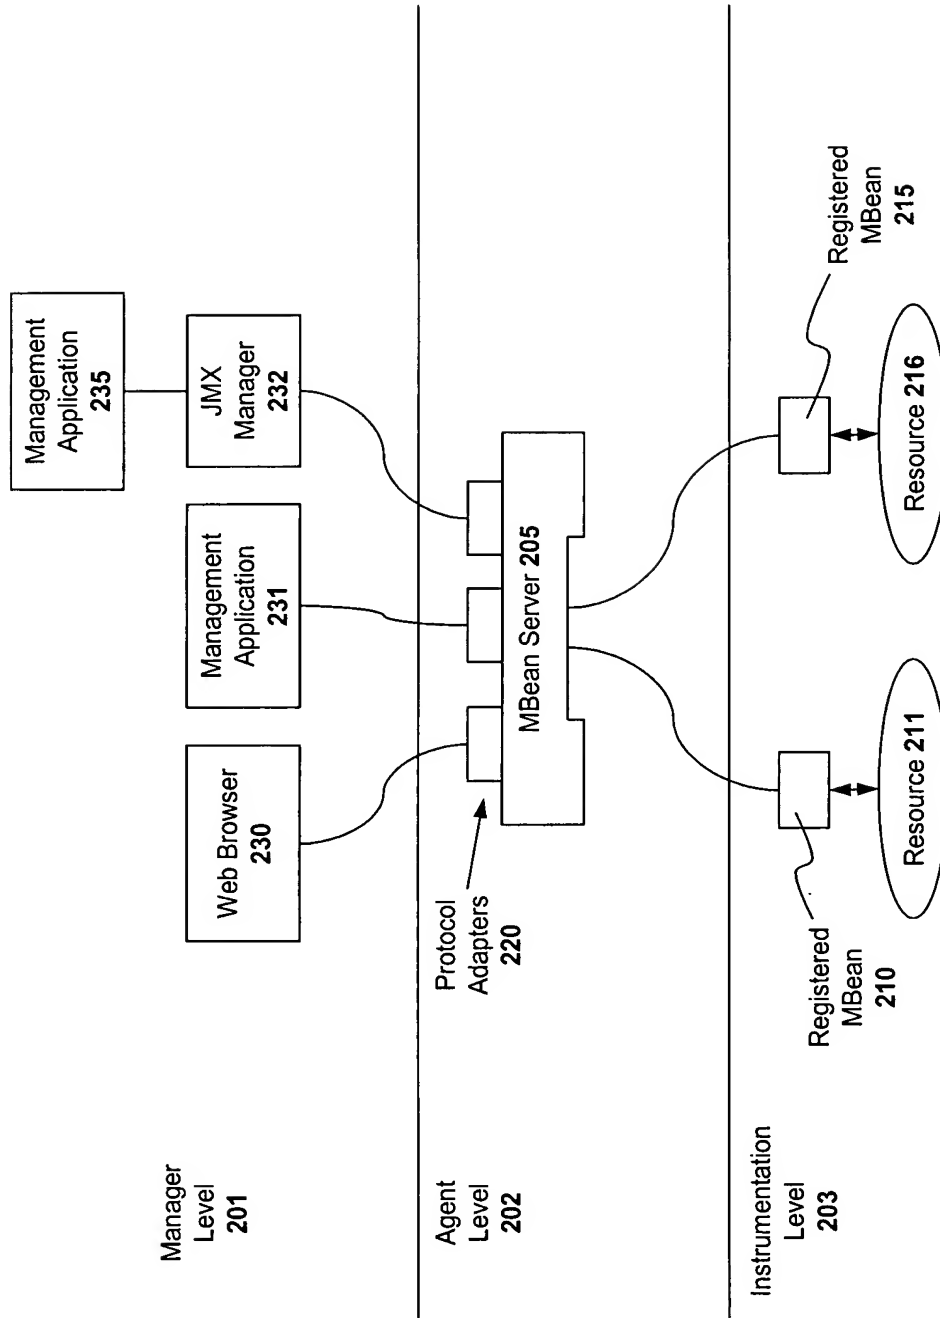 Manager
Level
201
Web Browser
230
Management
Application
231
JMX
Manager
232
Management
Application
235
Agent
Level
202
Protocol
Adapters
220
MBean Server 205
Instrumentation
Level
203
Registered
MBean
210
Resource 211
Registered
MBean
215
Resource 216